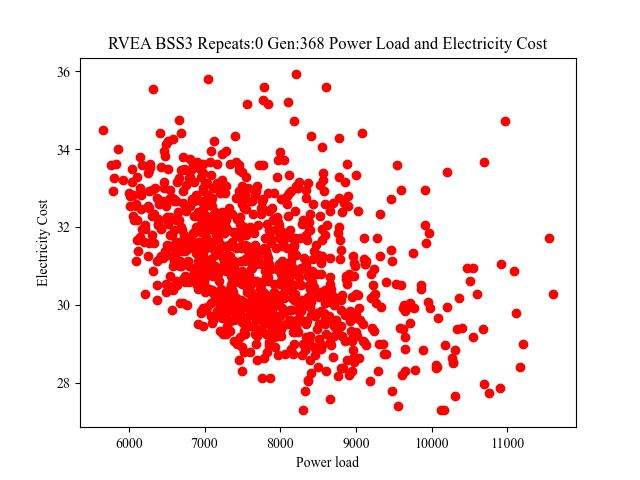 RVEA BSS3 Repeats:0 Gen:368 Power Load and Electricity Cost
36
34
32
30
28
Electricity Cost
6000 7000 8000 9000 10000 11000
Power load